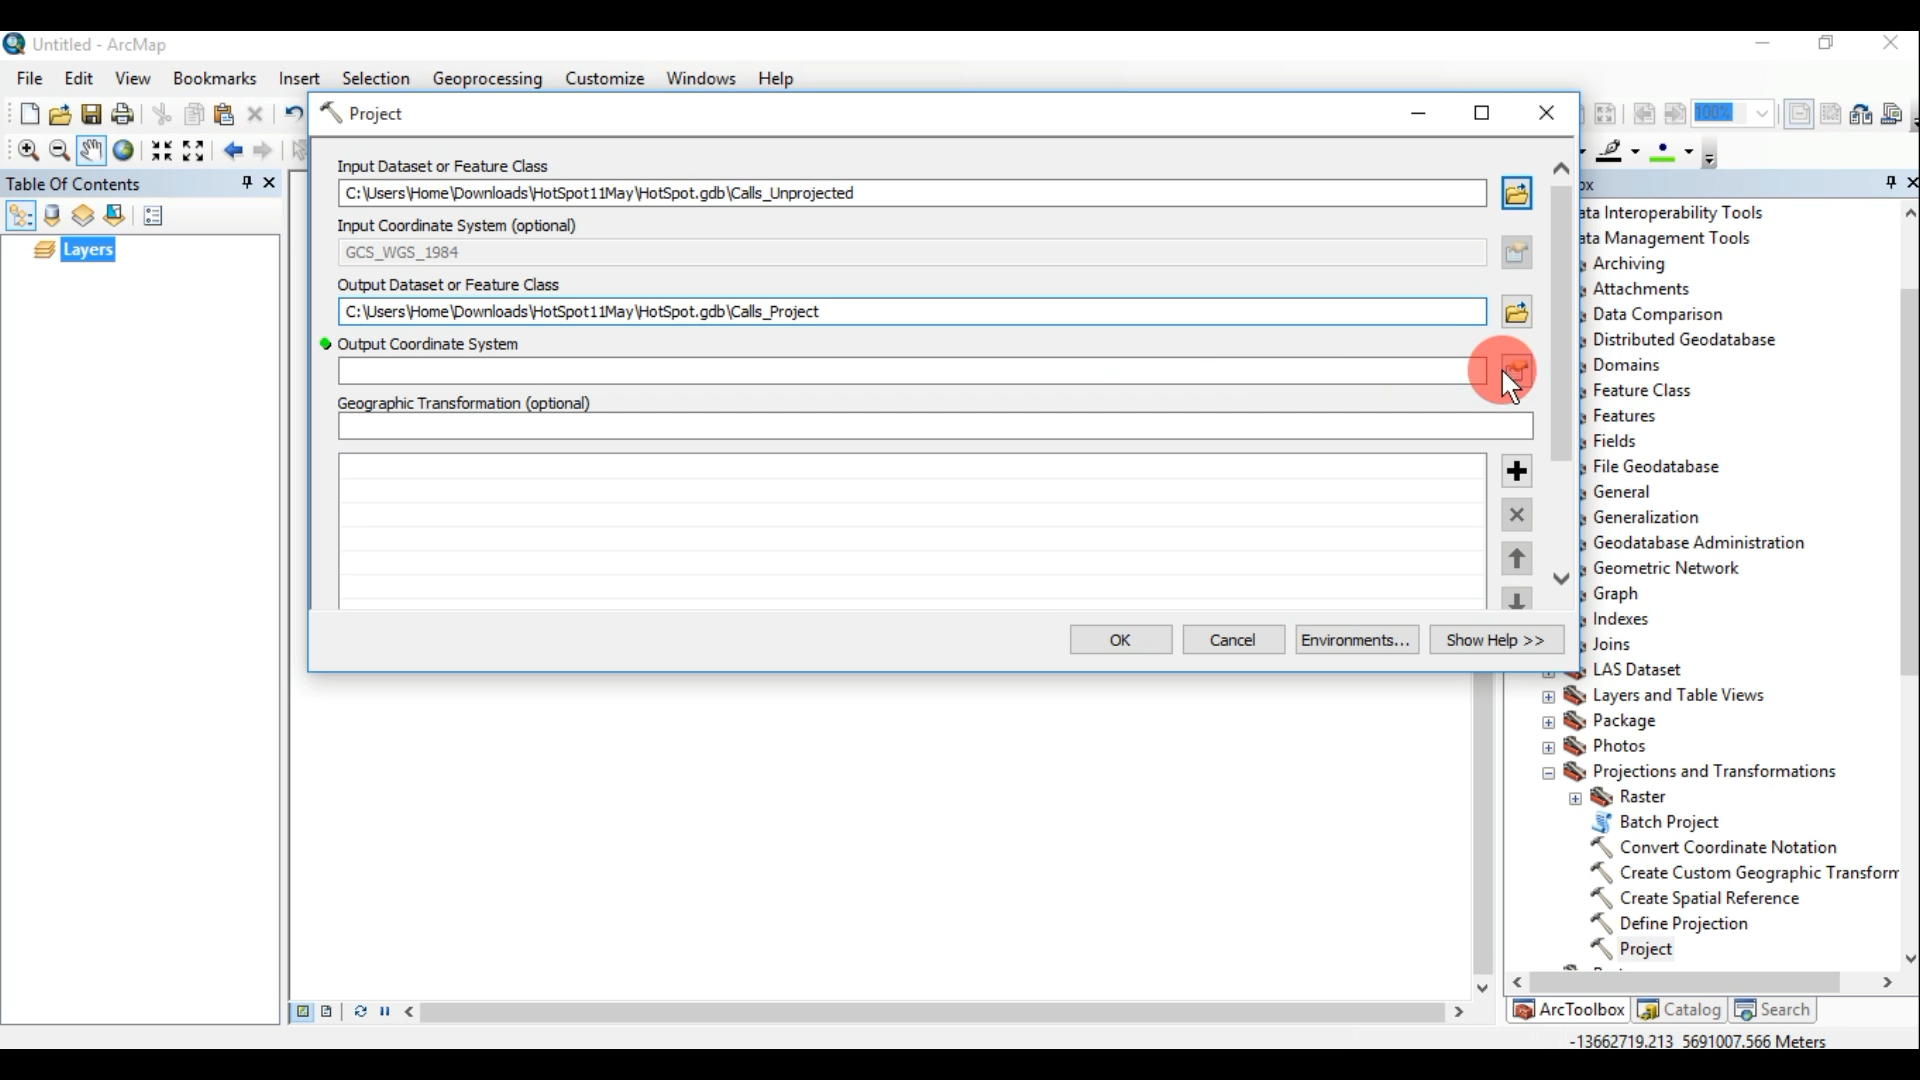 Untitled - ArcMap
File Edit View Bookmarks Insert Selection Geoprocessing Customize Windows Help
100%
Project
Input Dataset or Feature Class
C:\Users\Home\Downloads\HotSpot11May\HotSpot.gdb\Calls_Unprojected
Input Coordinate System (optional)
GCS_WGS_1984
Output Dataset or Feature Class
C:\Users\Home\Downloads\HotSpot11May\HotSpot.gdb\Calls_Project
Output Coordinate System
Geographic Transformation (optional)
OK Cancel Environments... Show Help >>
Table Of Contents
Layers
ox
ata Interoperability Tools
ata Management Tools
Archiving
Attachments
Data Comparison
Distributed Geodatabase
Domains
Feature Class
Features
Fields
File Geodatabase
General
Generalization
Geodatabase Administration
Geometric Network
Graph
Indexes
Joins
LAS Dataset
Layers and Table Views
Package
Photos
Projections and Transformations
Raster
Batch Project
Convert Coordinate Notation
Create Custom Geographic Transform
Create Spatial Reference
Define Projection
Project
ArcToolbox Catalog Search
-13662719.213 5691007.566 Meters